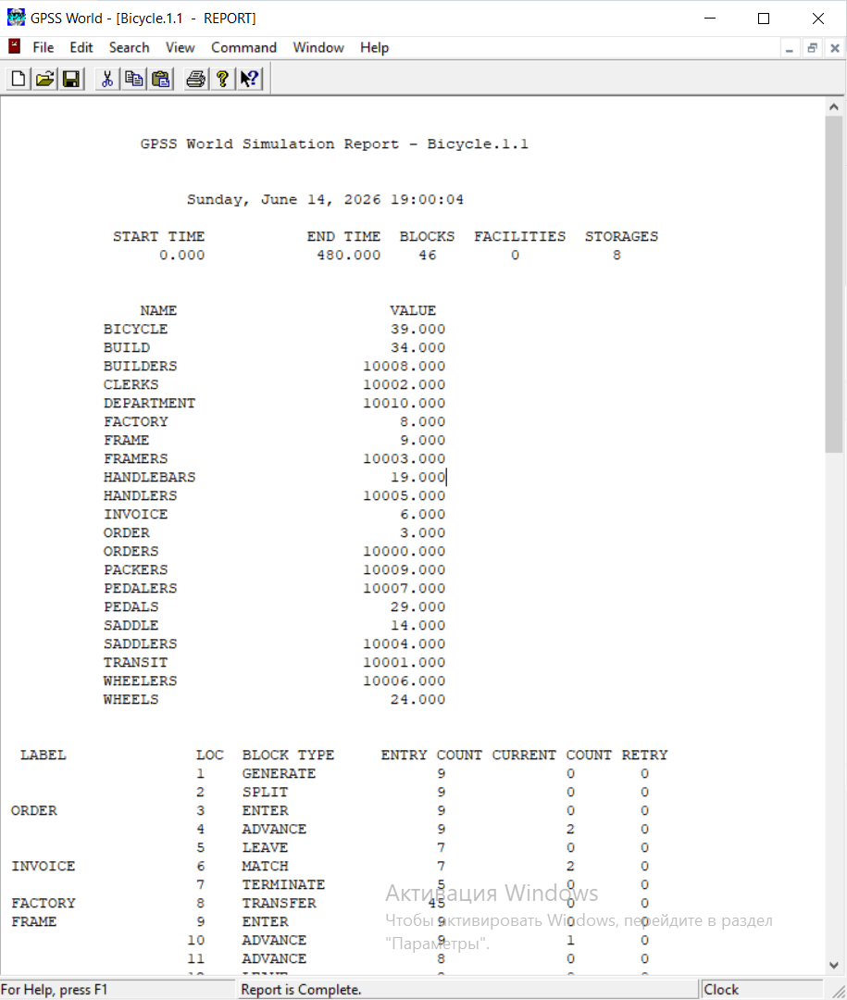 GPSS World - [Bicycle.1.1 - REPORT]
File Edit Search View Command Window Help
GPSS World Simulation Report - Bicycle.1.1
Sunday, June 14, 2026 19:00:04
START TIME END TIME BLOCKS FACILITIES STORAGES
0.000 480.000 46 0 8
NAME VALUE
BICYCLE 39.000
BUILD 34.000
BUILDERS 10008.000
CLERKS 10002.000
DEPARTMENT 10010.000
FACTORY 8.000
FRAME 9.000
FRAMERS 10003.000
HANDLEBARS 19.000
HANDLERS 10005.000
INVOICE 6.000
ORDER 3.000
ORDERS 10000.000
PACKERS 10009.000
PEDALERS 10007.000
PEDALS 29.000
SADDLE 14.000
SADDLERS 10004.000
TRANSIT 10001.000
WHEELERS 10006.000
WHEELS 24.000
LABEL LOC BLOCK TYPE ENTRY COUNT CURRENT COUNT RETRY
1 GENERATE 9 0 0
2 SPLIT 9 0 0
ORDER 3 ENTER 9 0 0
4 ADVANCE 9 2 0
5 LEAVE 7 0 0
INVOICE 6 MATCH 7 2 0
7 TERMINATE 5 0 0
FACTORY 8 TRANSFER 45 0 0
FRAME 9 ENTER 9 0 0
10 ADVANCE 9 1 0
11 ADVANCE 8 0 0
Активация Windows
Чтобы активировать Windows, перейдите в раздел
"Параметры".
For Help, press F1 Report is Complete. Clock